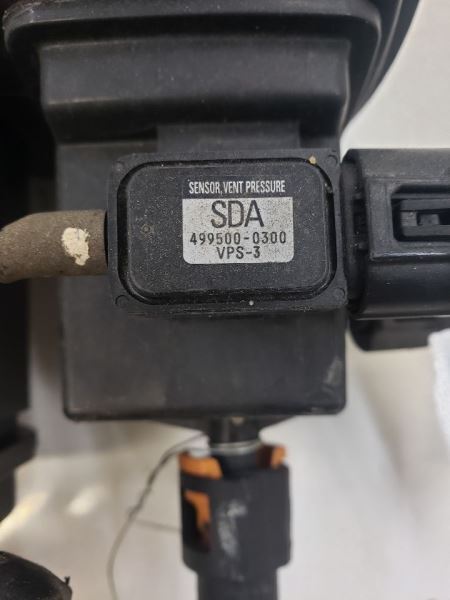 SENSOR, VENT PRESSURE
SDA
499500-0300
VPS-3